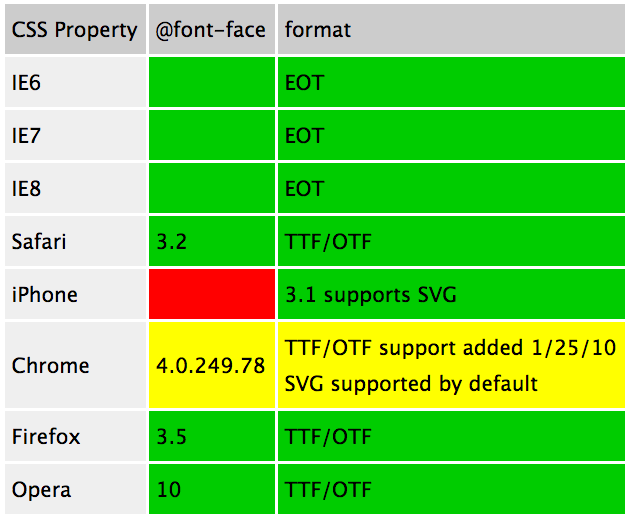 CSS Property @font-face format
IE6 EOT
IE7 EOT
IE8 EOT
Safari 3.2 TTF/OTF
iPhone 3.1 supports SVG
Chrome 4.0.249.78 TTF/OTF support added 1/25/10
SVG supported by default
Firefox 3.5 TTF/OTF
Opera 10 TTF/OTF